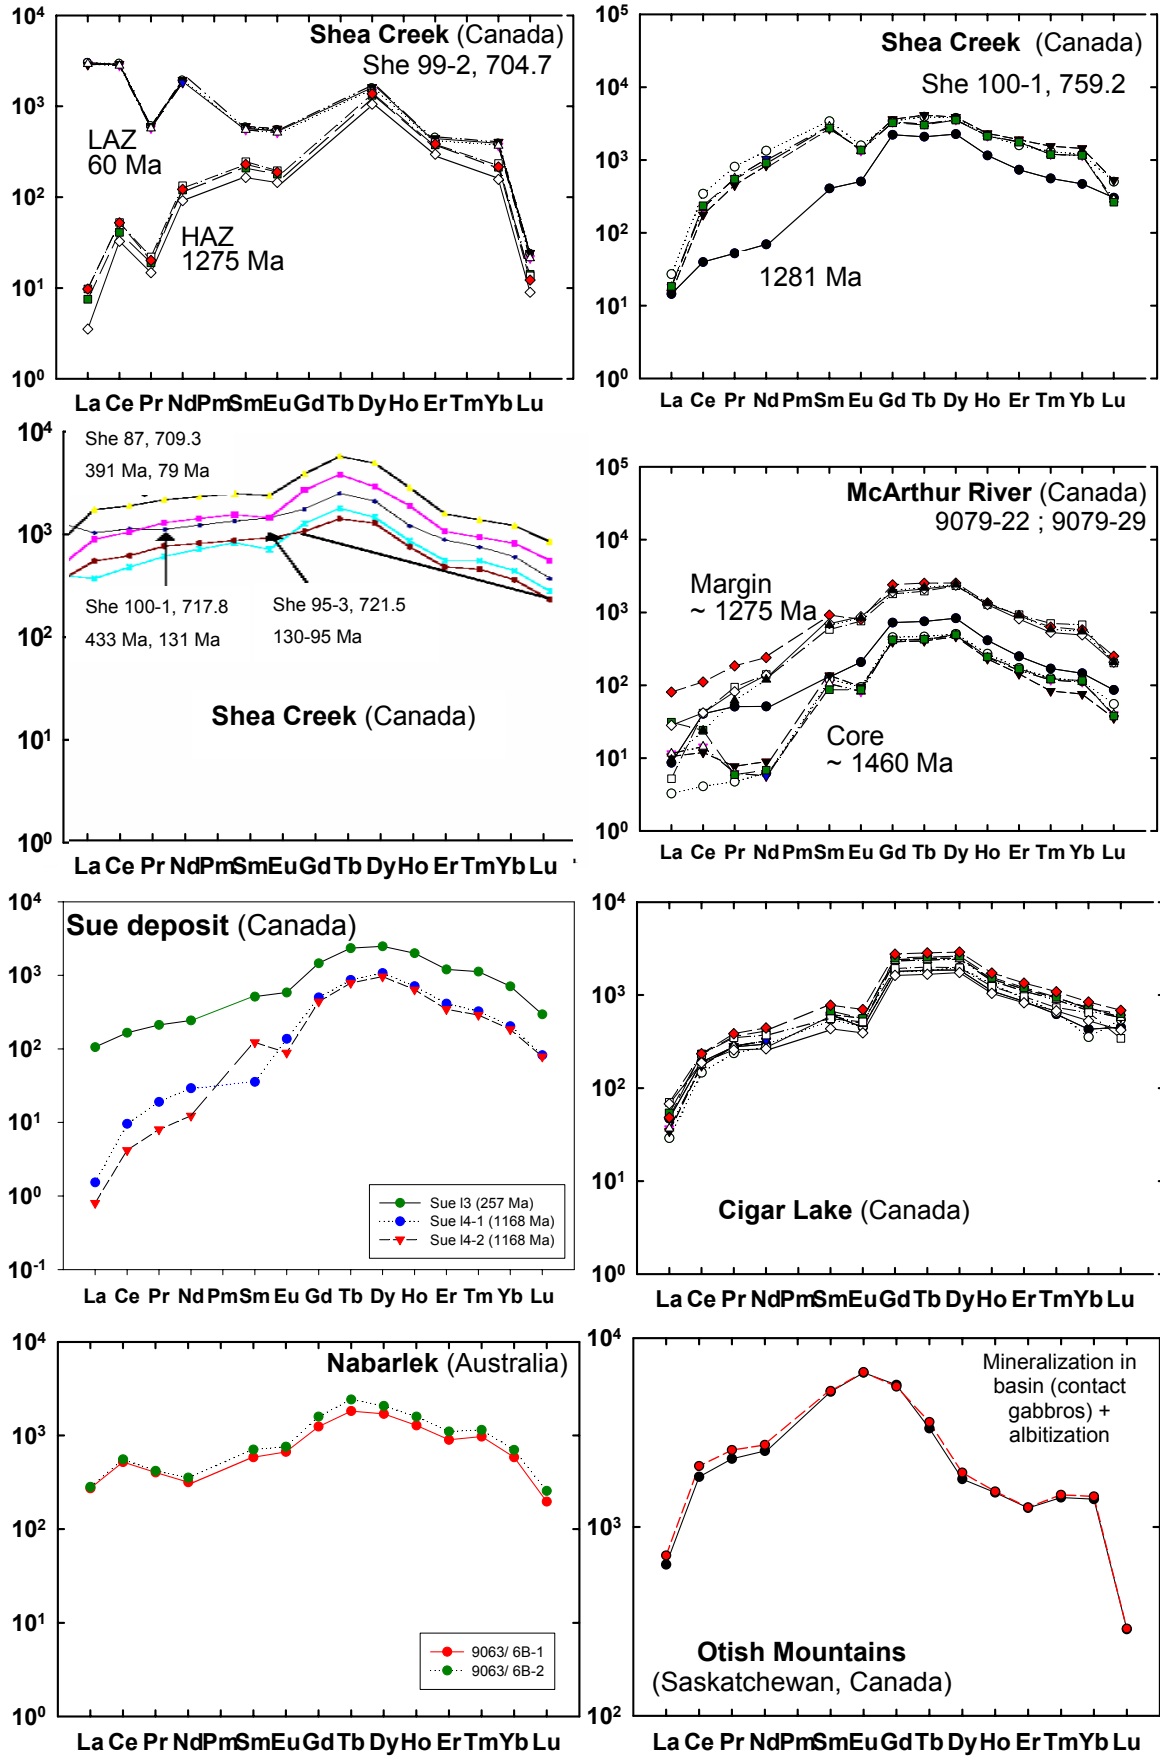 10⁴
10³
10²
10¹
10⁰
Shea Creek (Canada)
She 99-2, 704.7
LAZ
60 Ma
HAZ
1275 Ma
La Ce Pr Nd Pm Sm Eu Gd Tb Dy Ho Er Tm Yb Lu
10⁵
10⁴
10³
10²
10¹
10⁰
Shea Creek (Canada)
She 100-1, 759.2
1281 Ma
La Ce Pr Nd Pm Sm Eu Gd Tb Dy Ho Er Tm Yb Lu
10⁴
10³
10²
10¹
10⁰
She 87, 709.3
391 Ma, 79 Ma
She 100-1, 717.8
433 Ma, 131 Ma
She 95-3, 721.5
130-95 Ma
Shea Creek (Canada)
La Ce Pr Nd Pm Sm Eu Gd Tb Dy Ho Er Tm Yb Lu
10⁵
10⁴
10³
10²
10¹
10⁰
McArthur River (Canada)
9079-22 ; 9079-29
Margin
~ 1275 Ma
Core
~ 1460 Ma
La Ce Pr Nd Pm Sm Eu Gd Tb Dy Ho Er Tm Yb Lu
10⁴
10³
10²
10¹
10⁰
10⁻¹
Sue deposit (Canada)
Sue I3 (257 Ma)
Sue I4-1 (1168 Ma)
Sue I4-2 (1168 Ma)
La Ce Pr Nd Pm Sm Eu Gd Tb Dy Ho Er Tm Yb Lu
10⁴
10³
10²
10¹
10⁰
Cigar Lake (Canada)
La Ce Pr Nd Pm Sm Eu Gd Tb Dy Ho Er Tm Yb Lu
10⁴
10³
10²
10¹
10⁰
Nabarlek (Australia)
9063/ 6B-1
9063/ 6B-2
La Ce Pr Nd Pm Sm Eu Gd Tb Dy Ho Er Tm Yb Lu
10⁴
10³
10²
Mineralization in
basin (contact
gabbros) +
albitization
Otish Mountains
(Saskatchewan, Canada)
La Ce Pr Nd Pm Sm Eu Gd Tb Dy Ho Er Tm Yb Lu